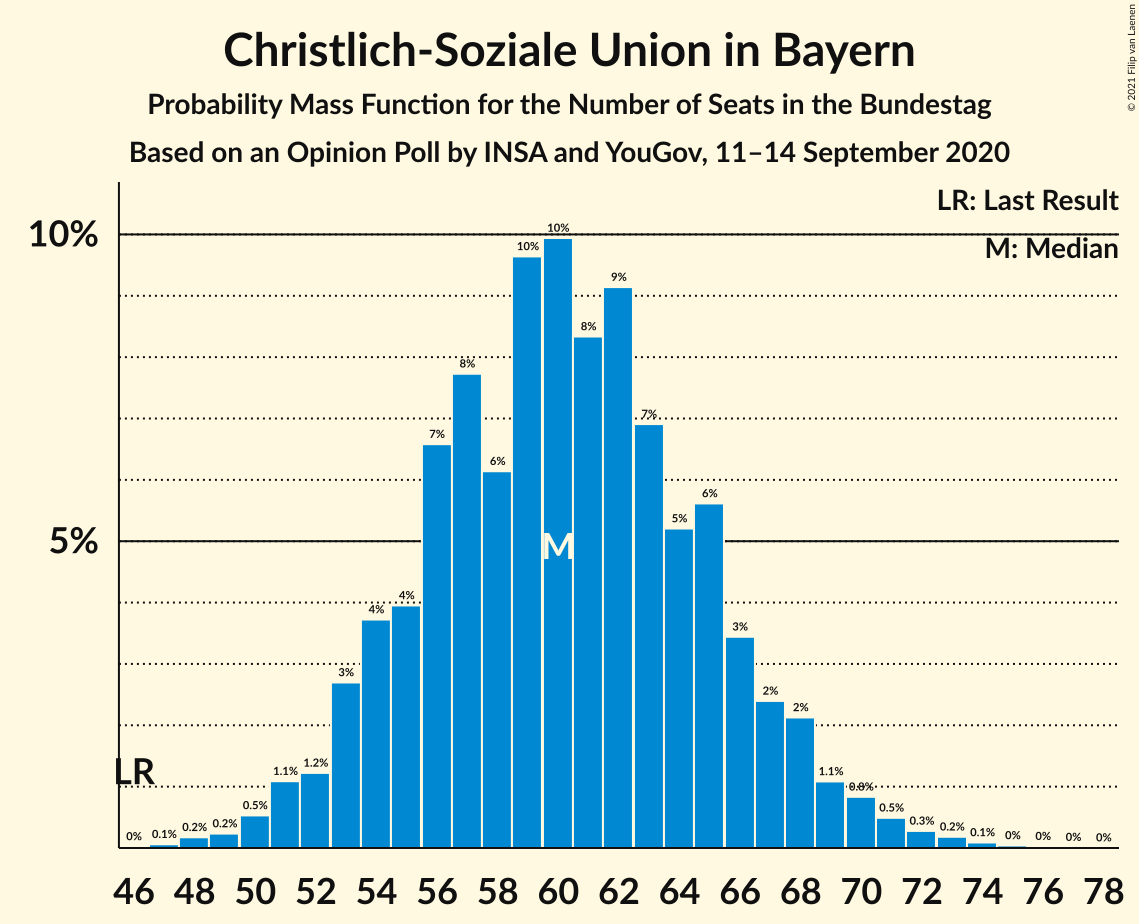 Christlich-Soziale Union in Bayern
Probability Mass Function for the Number of Seats in the Bundestag
Based on an Opinion Poll by INSA and YouGov, 11–14 September 2020
© 2021 Filip van Laenen
LR: Last Result
M: Median
10%
5%
LR
M
0% 0.1% 0.2% 0.2% 0.5% 1.1% 1.2% 3% 4% 4% 7% 8% 6% 10% 10% 8% 9% 7% 5% 6% 3% 2% 2% 1.1% 0.8% 0.5% 0.3% 0.2% 0.1% 0% 0% 0% 0%
46 48 50 52 54 56 58 60 62 64 66 68 70 72 74 76 78